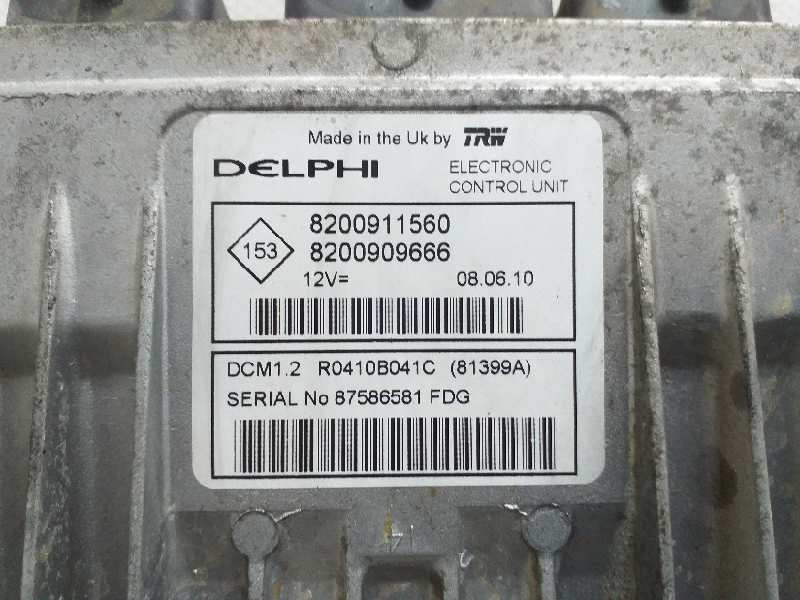 Made in the Uk by TRW
DELPHI ELECTRONIC
CONTROL UNIT
153
8200911560
8200909666
12V= 08.06.10
DCM1.2 R0410B041C (81399A)
SERIAL No 87586581 FDG
14